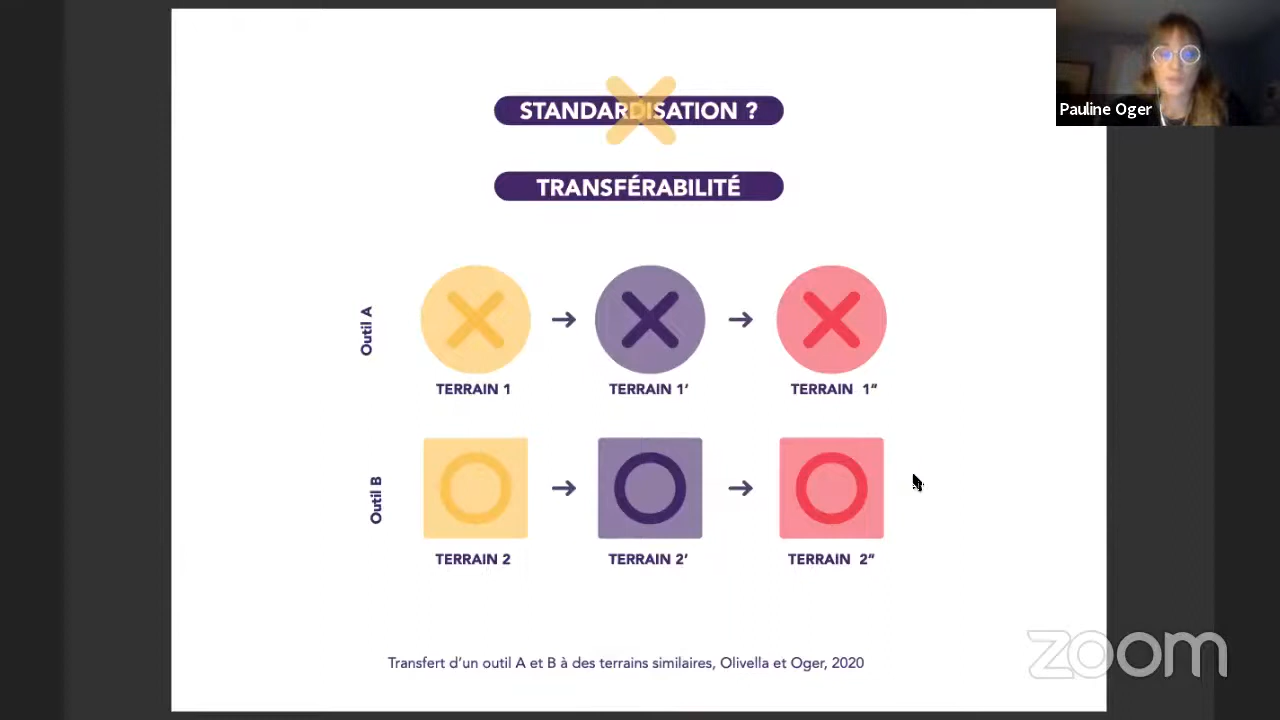 STANDARDISATION ?
Pauline Oger
TRANSFÉRABILITÉ
Outil A
TERRAIN 1
TERRAIN 1’
TERRAIN 1”
Outil B
TERRAIN 2
TERRAIN 2’
TERRAIN 2”
Transfert d’un outil A et B à des terrains similaires, Olivella et Oger, 2020
zoom